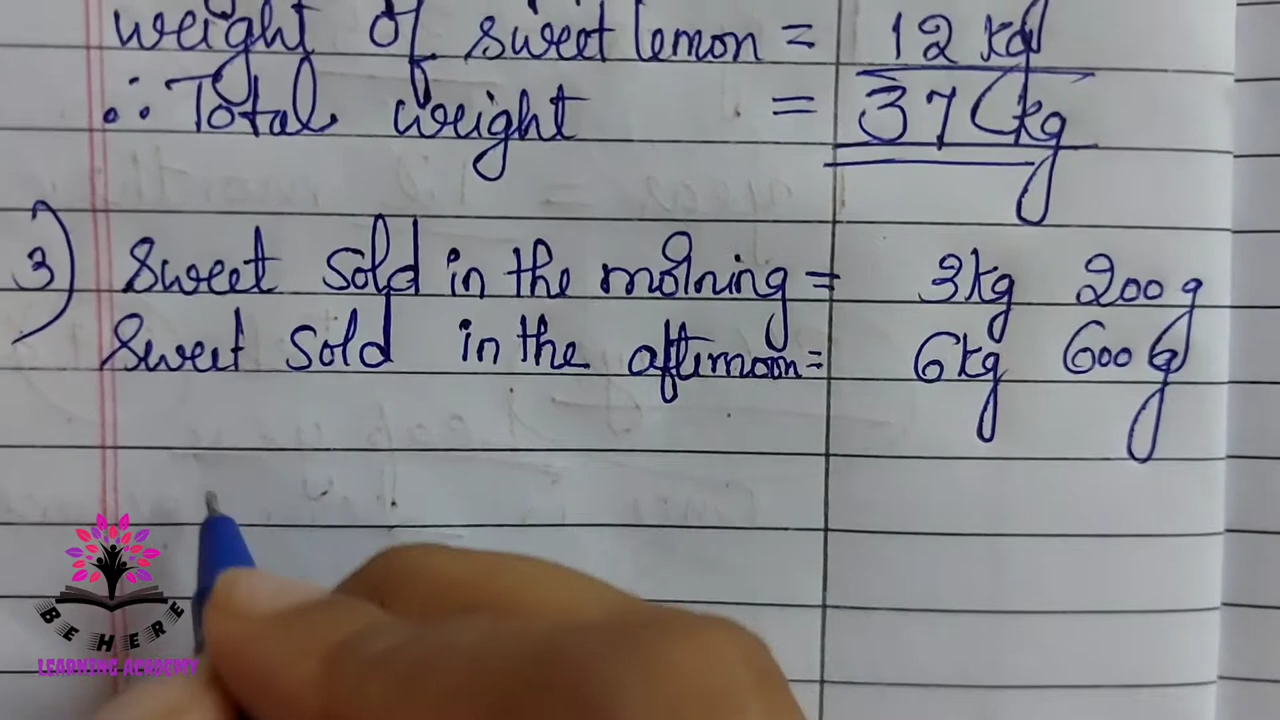 weight of sweet lemon = 12 kg
∴ Total weight = 37 kg
3) Sweet sold in the morning = 3kg 200g
Sweet sold in the afternoon = 6kg 600g
BEHERE
LEARNING ACADEMY